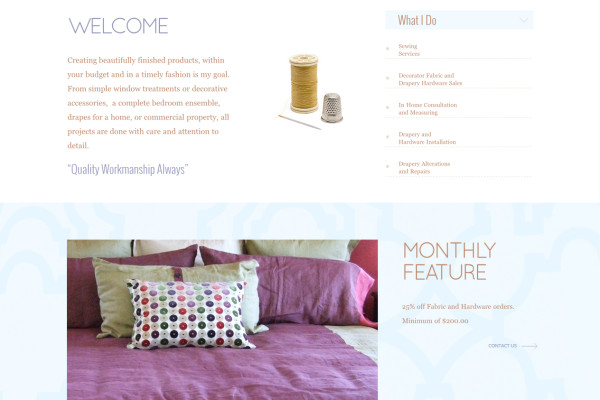 WELCOME
Creating beautifully finished products, within
your budget and in a timely fashion is my goal.
From simple window treatments or decorative
accessories, a complete bedroom ensemble,
drapes for a home, or commercial property, all
projects are done with care and attention to
detail.
“Quality Workmanship Always”
What I Do
Sewing
Services
Decorator Fabric and
Drapery Hardware Sales
In Home Consultation
and Measuring
Drapery and
Hardware Installation
Drapery Alterations
and Repairs
MONTHLY
FEATURE
25% off Fabric and Hardware orders.
Minimum of $200.00
CONTACT US